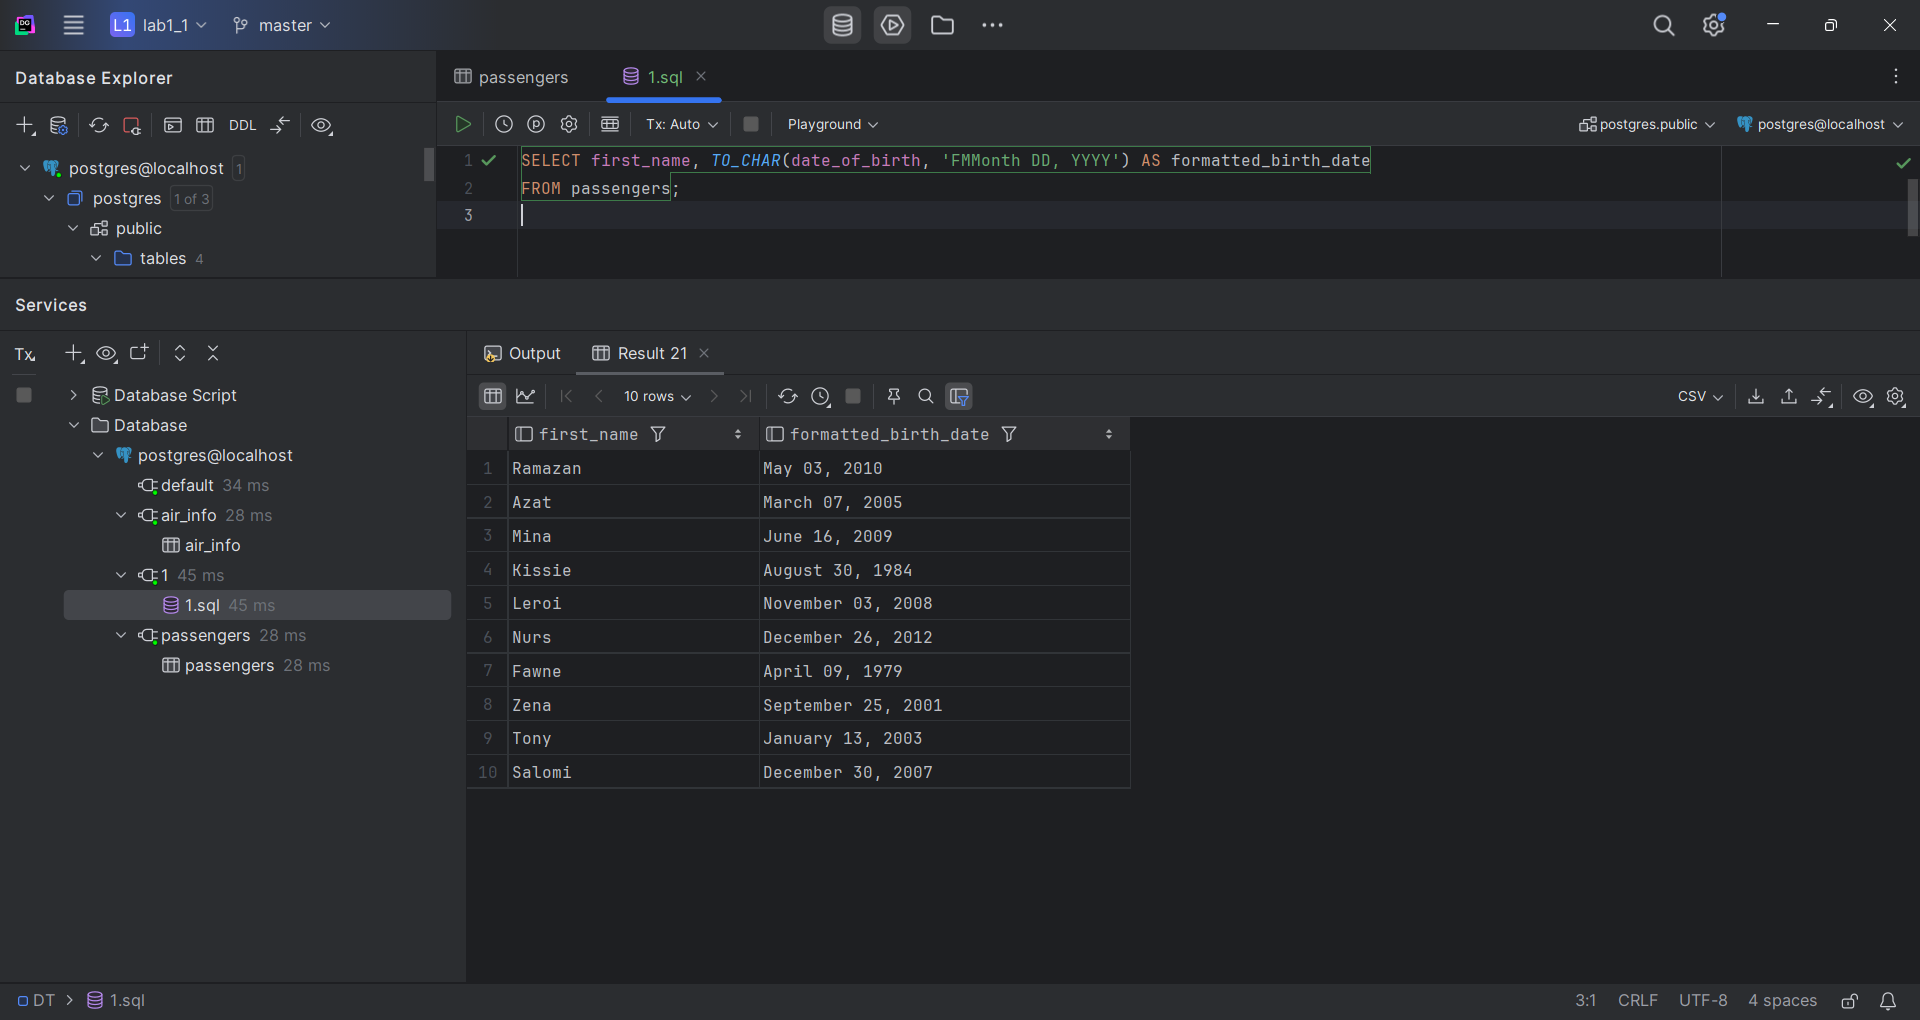 L1 lab1_1 master
Database Explorer
passengers 1.sql
DDL
Tx: Auto Playground postgres.public postgres@localhost
postgres@localhost 1
postgres 1 of 3
public
tables 4
1 SELECT first_name, TO_CHAR(date_of_birth, 'FMMonth DD, YYYY') AS formatted_birth_date
2 FROM passengers;
3
Services
Tx
Database Script
Database
postgres@localhost
default 34 ms
air_info 28 ms
air_info
1 45 ms
1.sql 45 ms
passengers 28 ms
passengers 28 ms
Output Result 21
10 rows CSV
first_name formatted_birth_date
1 Ramazan May 03, 2010
2 Azat March 07, 2005
3 Mina June 16, 2009
4 Kissie August 30, 1984
5 Leroi November 03, 2008
6 Nurs December 26, 2012
7 Fawne April 09, 1979
8 Zena September 25, 2001
9 Tony January 13, 2003
10 Salomi December 30, 2007
DT 1.sql
3:1 CRLF UTF-8 4 spaces